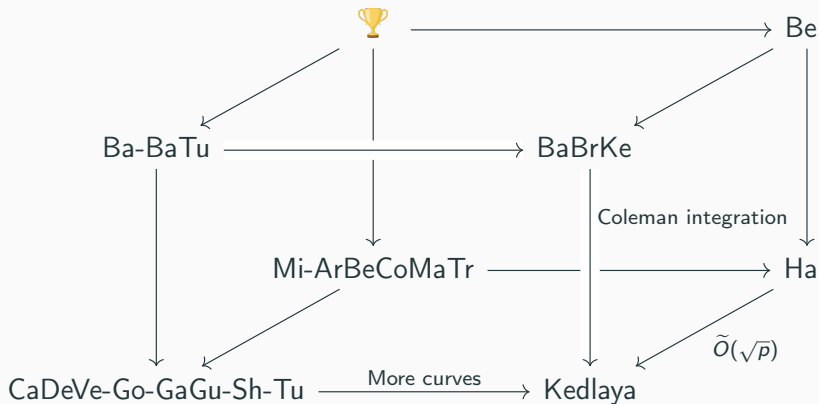 🏆 Be
Ba-BaTu BaBrKe
Coleman integration
Mi-ArBeCoMaTr Ha
Õ(√p)
More curves
CaDeVe-Go-GaGu-Sh-Tu Kedlaya